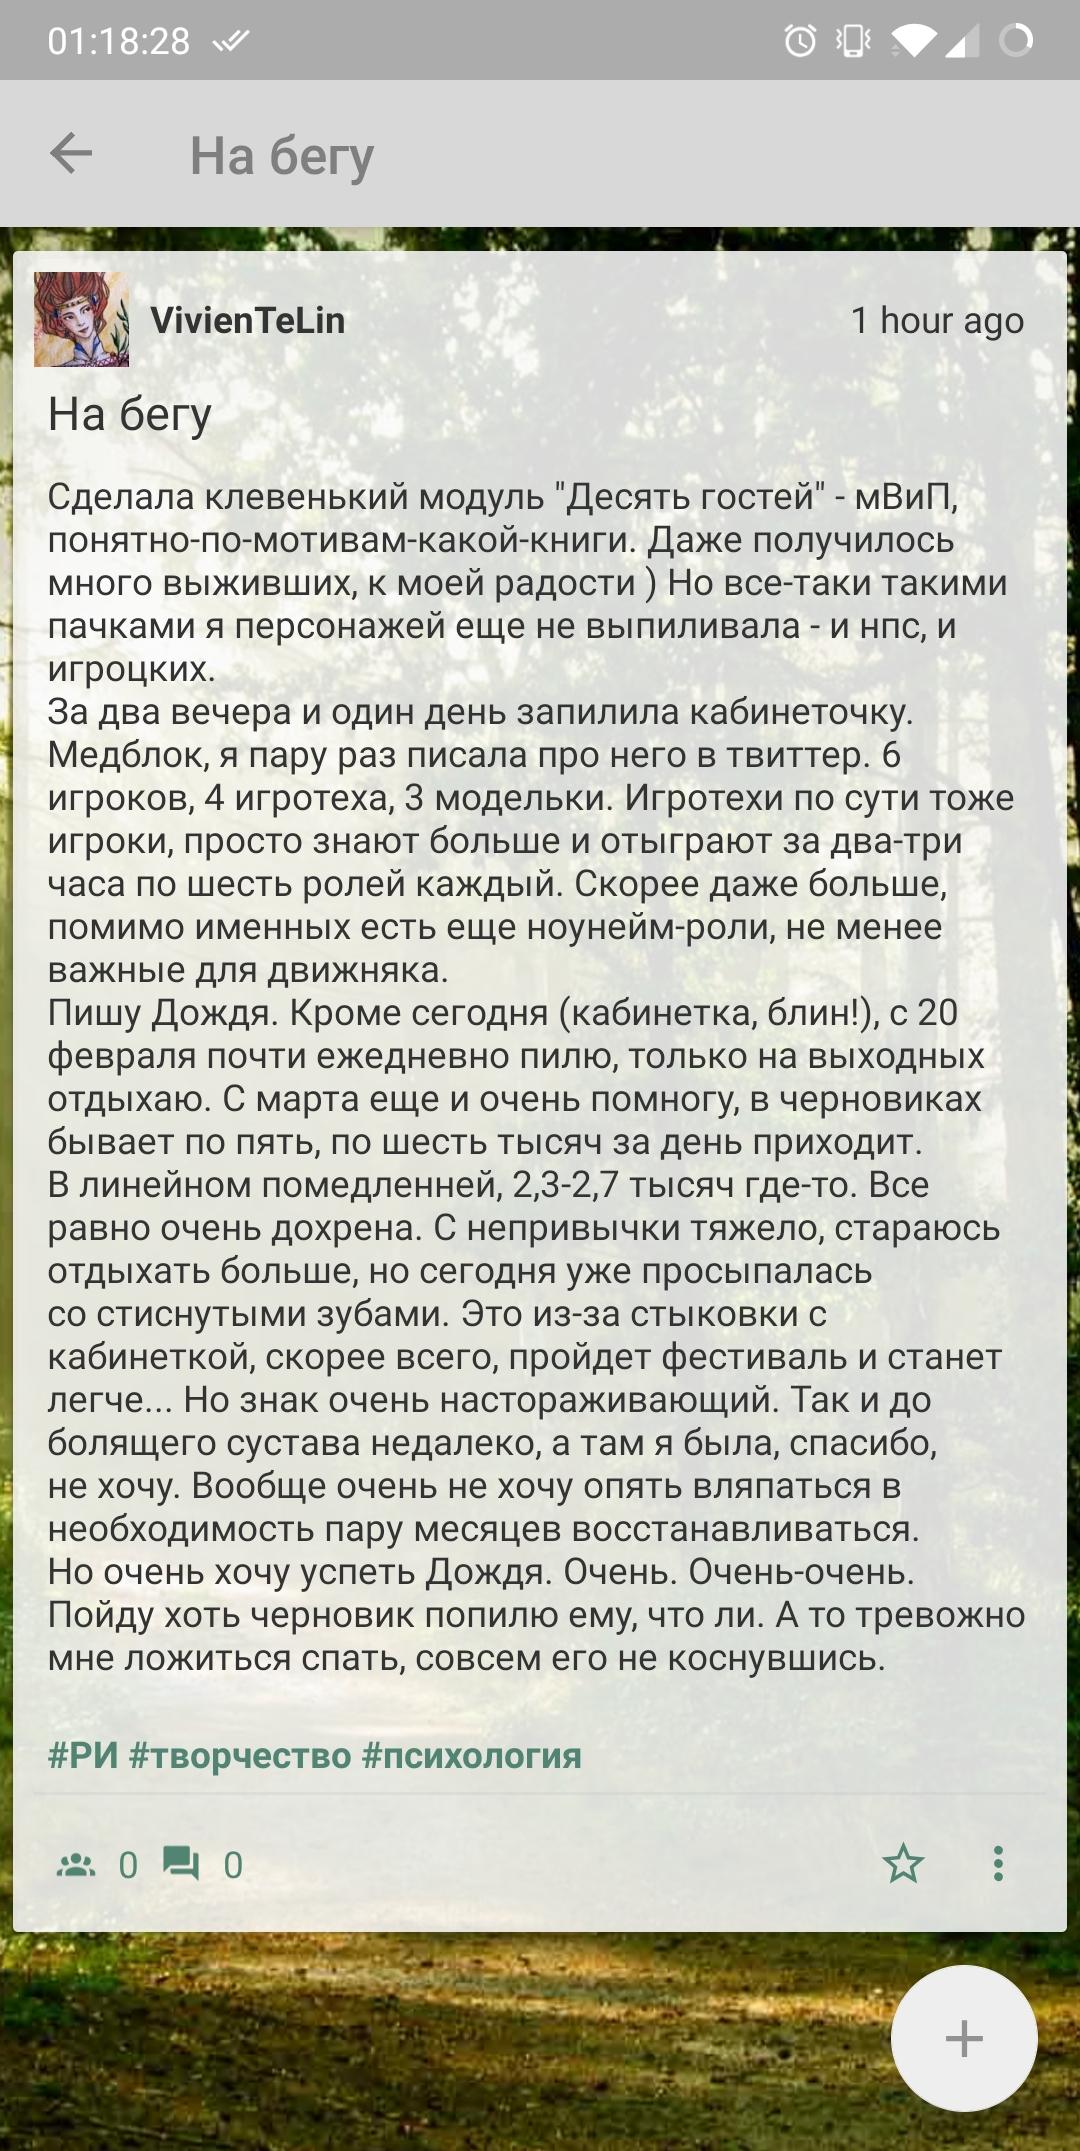 01:18:28
На бегу
VivienTeLin
1 hour ago
На бегу
Сделала клевенький модуль "Десять гостей" - мВиП,
понятно-по-мотивам-какой-книги. Даже получилось
много выживших, к моей радости ) Но все-таки такими
пачками я персонажей еще не выпиливала - и нпс, и
игроцких.
За два вечера и один день запилила кабинеточку.
Медблок, я пару раз писала про него в твиттер. 6
игроков, 4 игротеха, 3 модельки. Игротехи по сути тоже
игроки, просто знают больше и отыграют за два-три
часа по шесть ролей каждый. Скорее даже больше,
помимо именных есть еще ноунейм-роли, не менее
важные для движняка.
Пишу Дождя. Кроме сегодня (кабинетка, блин!), с 20
февраля почти ежедневно пилю, только на выходных
отдыхаю. С марта еще и очень помногу, в черновиках
бывает по пять, по шесть тысяч за день приходит.
В линейном помедленней, 2,3-2,7 тысяч где-то. Все
равно очень дохрена. С непривычки тяжело, стараюсь
отдыхать больше, но сегодня уже просыпалась
со стиснутыми зубами. Это из-за стыковки с
кабинеткой, скорее всего, пройдет фестиваль и станет
легче... Но знак очень настораживающий. Так и до
болящего сустава недалеко, а там я была, спасибо,
не хочу. Вообще очень не хочу опять вляпаться в
необходимость пару месяцев восстанавливаться.
Но очень хочу успеть Дождя. Очень. Очень-очень.
Пойду хоть черновик попилю ему, что ли. А то тревожно
мне ложиться спать, совсем его не коснувшись.
#РИ #творчество #психология
0 0